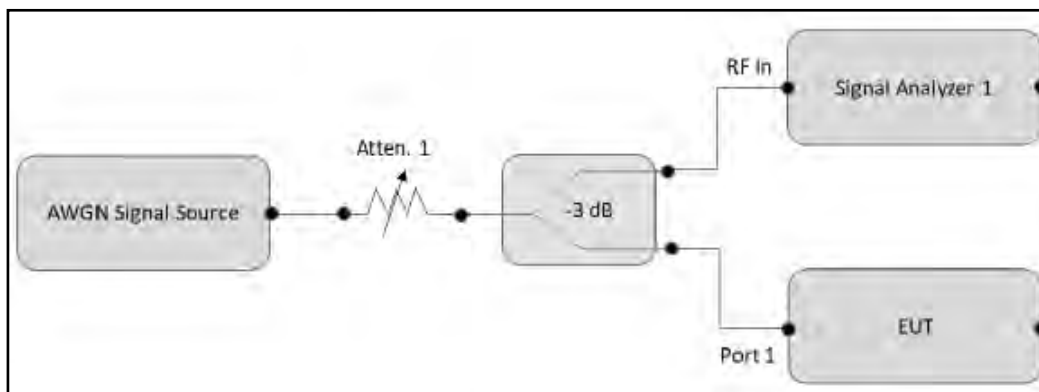 RF In
Signal Analyzer 1
Atten. 1
AWGN Signal Source
-3 dB
EUT
Port 1